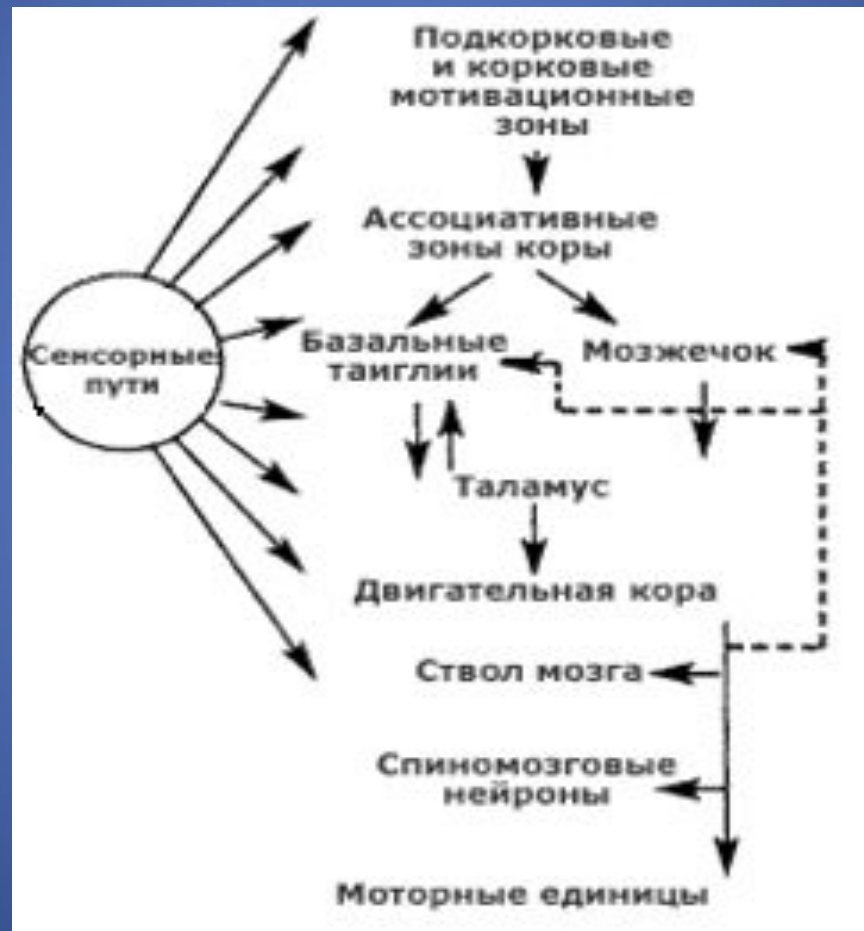 Подкорковые
и корковые
мотивационные
зоны
Ассоциативные
зоны коры
Сенсорные
пути
Базальные
таиглии
Мозжечок
Таламус
Двигательная кора
Ствол мозга
Спиномозговые
нейроны
Моторные единицы